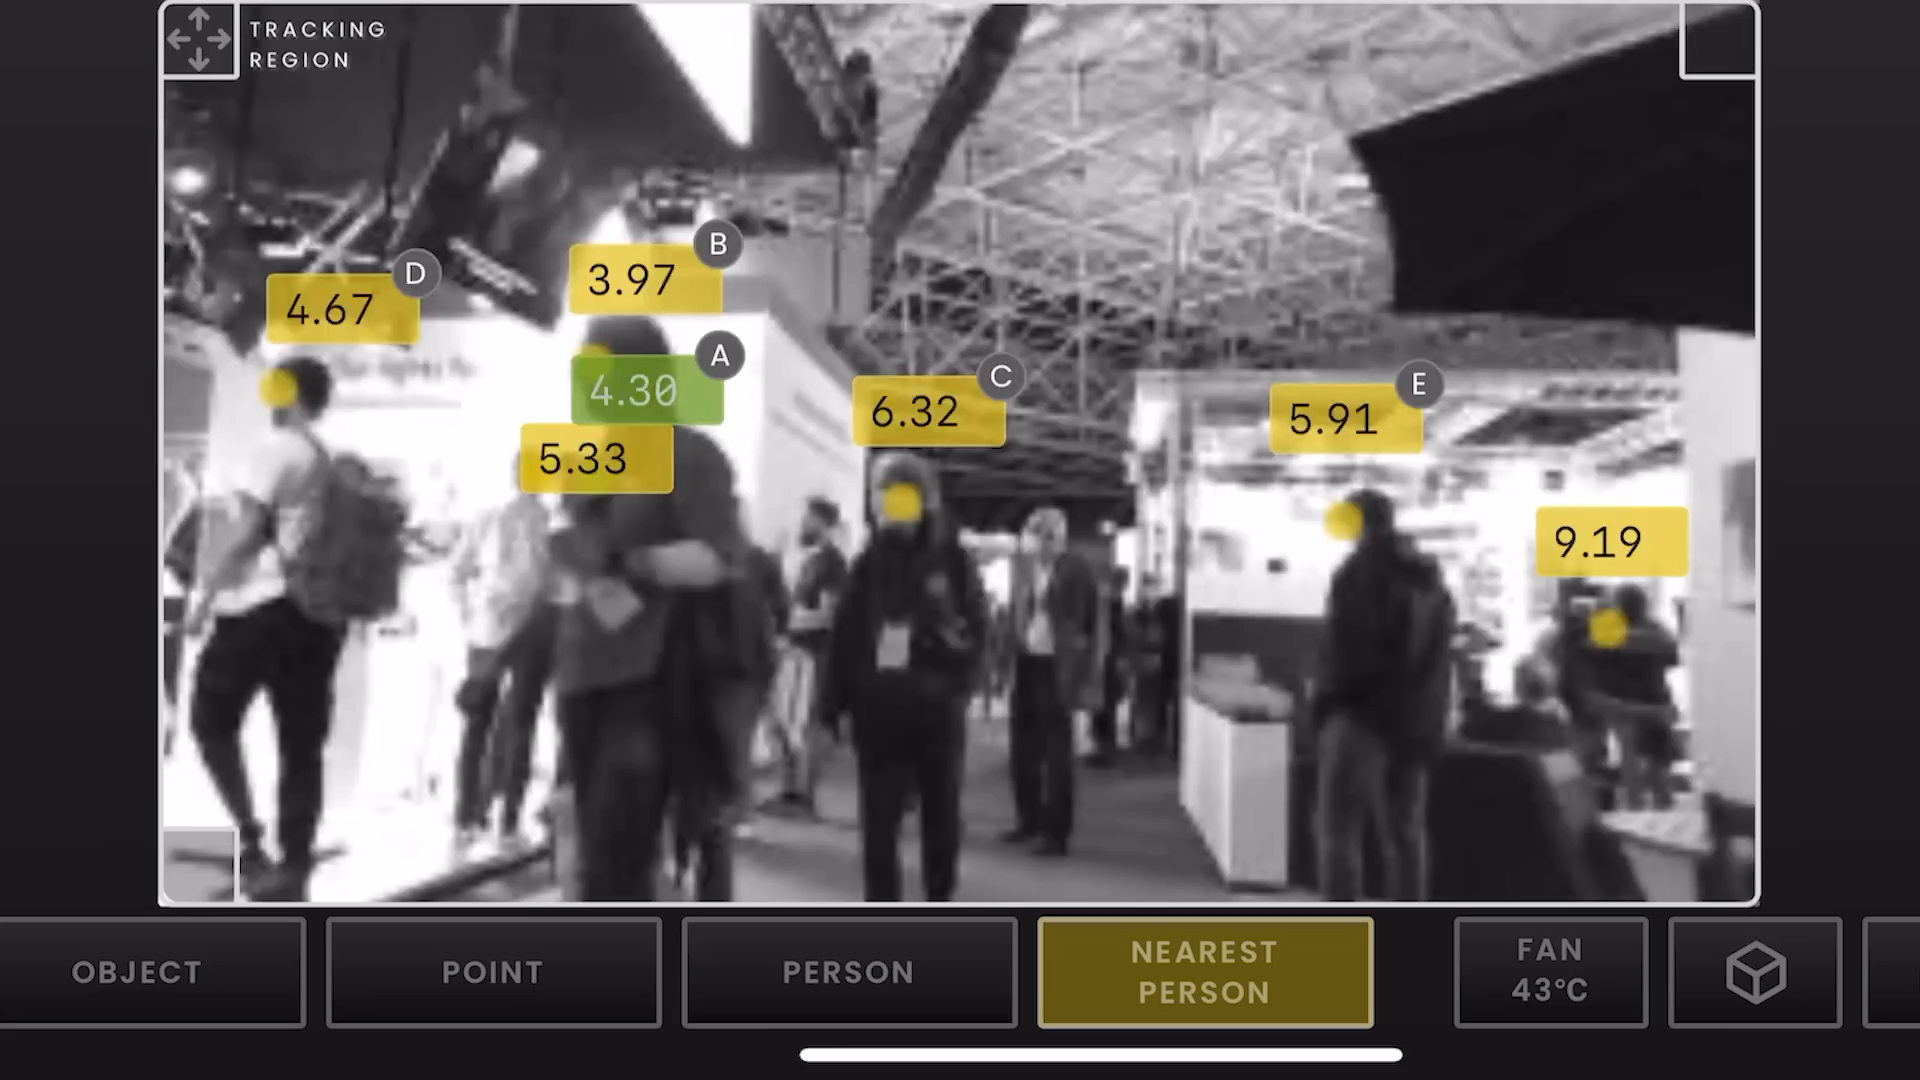 TRACKING
REGION
B
3.97
D
4.67
A
4.30
C
6.32
E
5.91
5.33
9.19
OBJECT
POINT
PERSON
NEAREST
PERSON
FAN
43°C